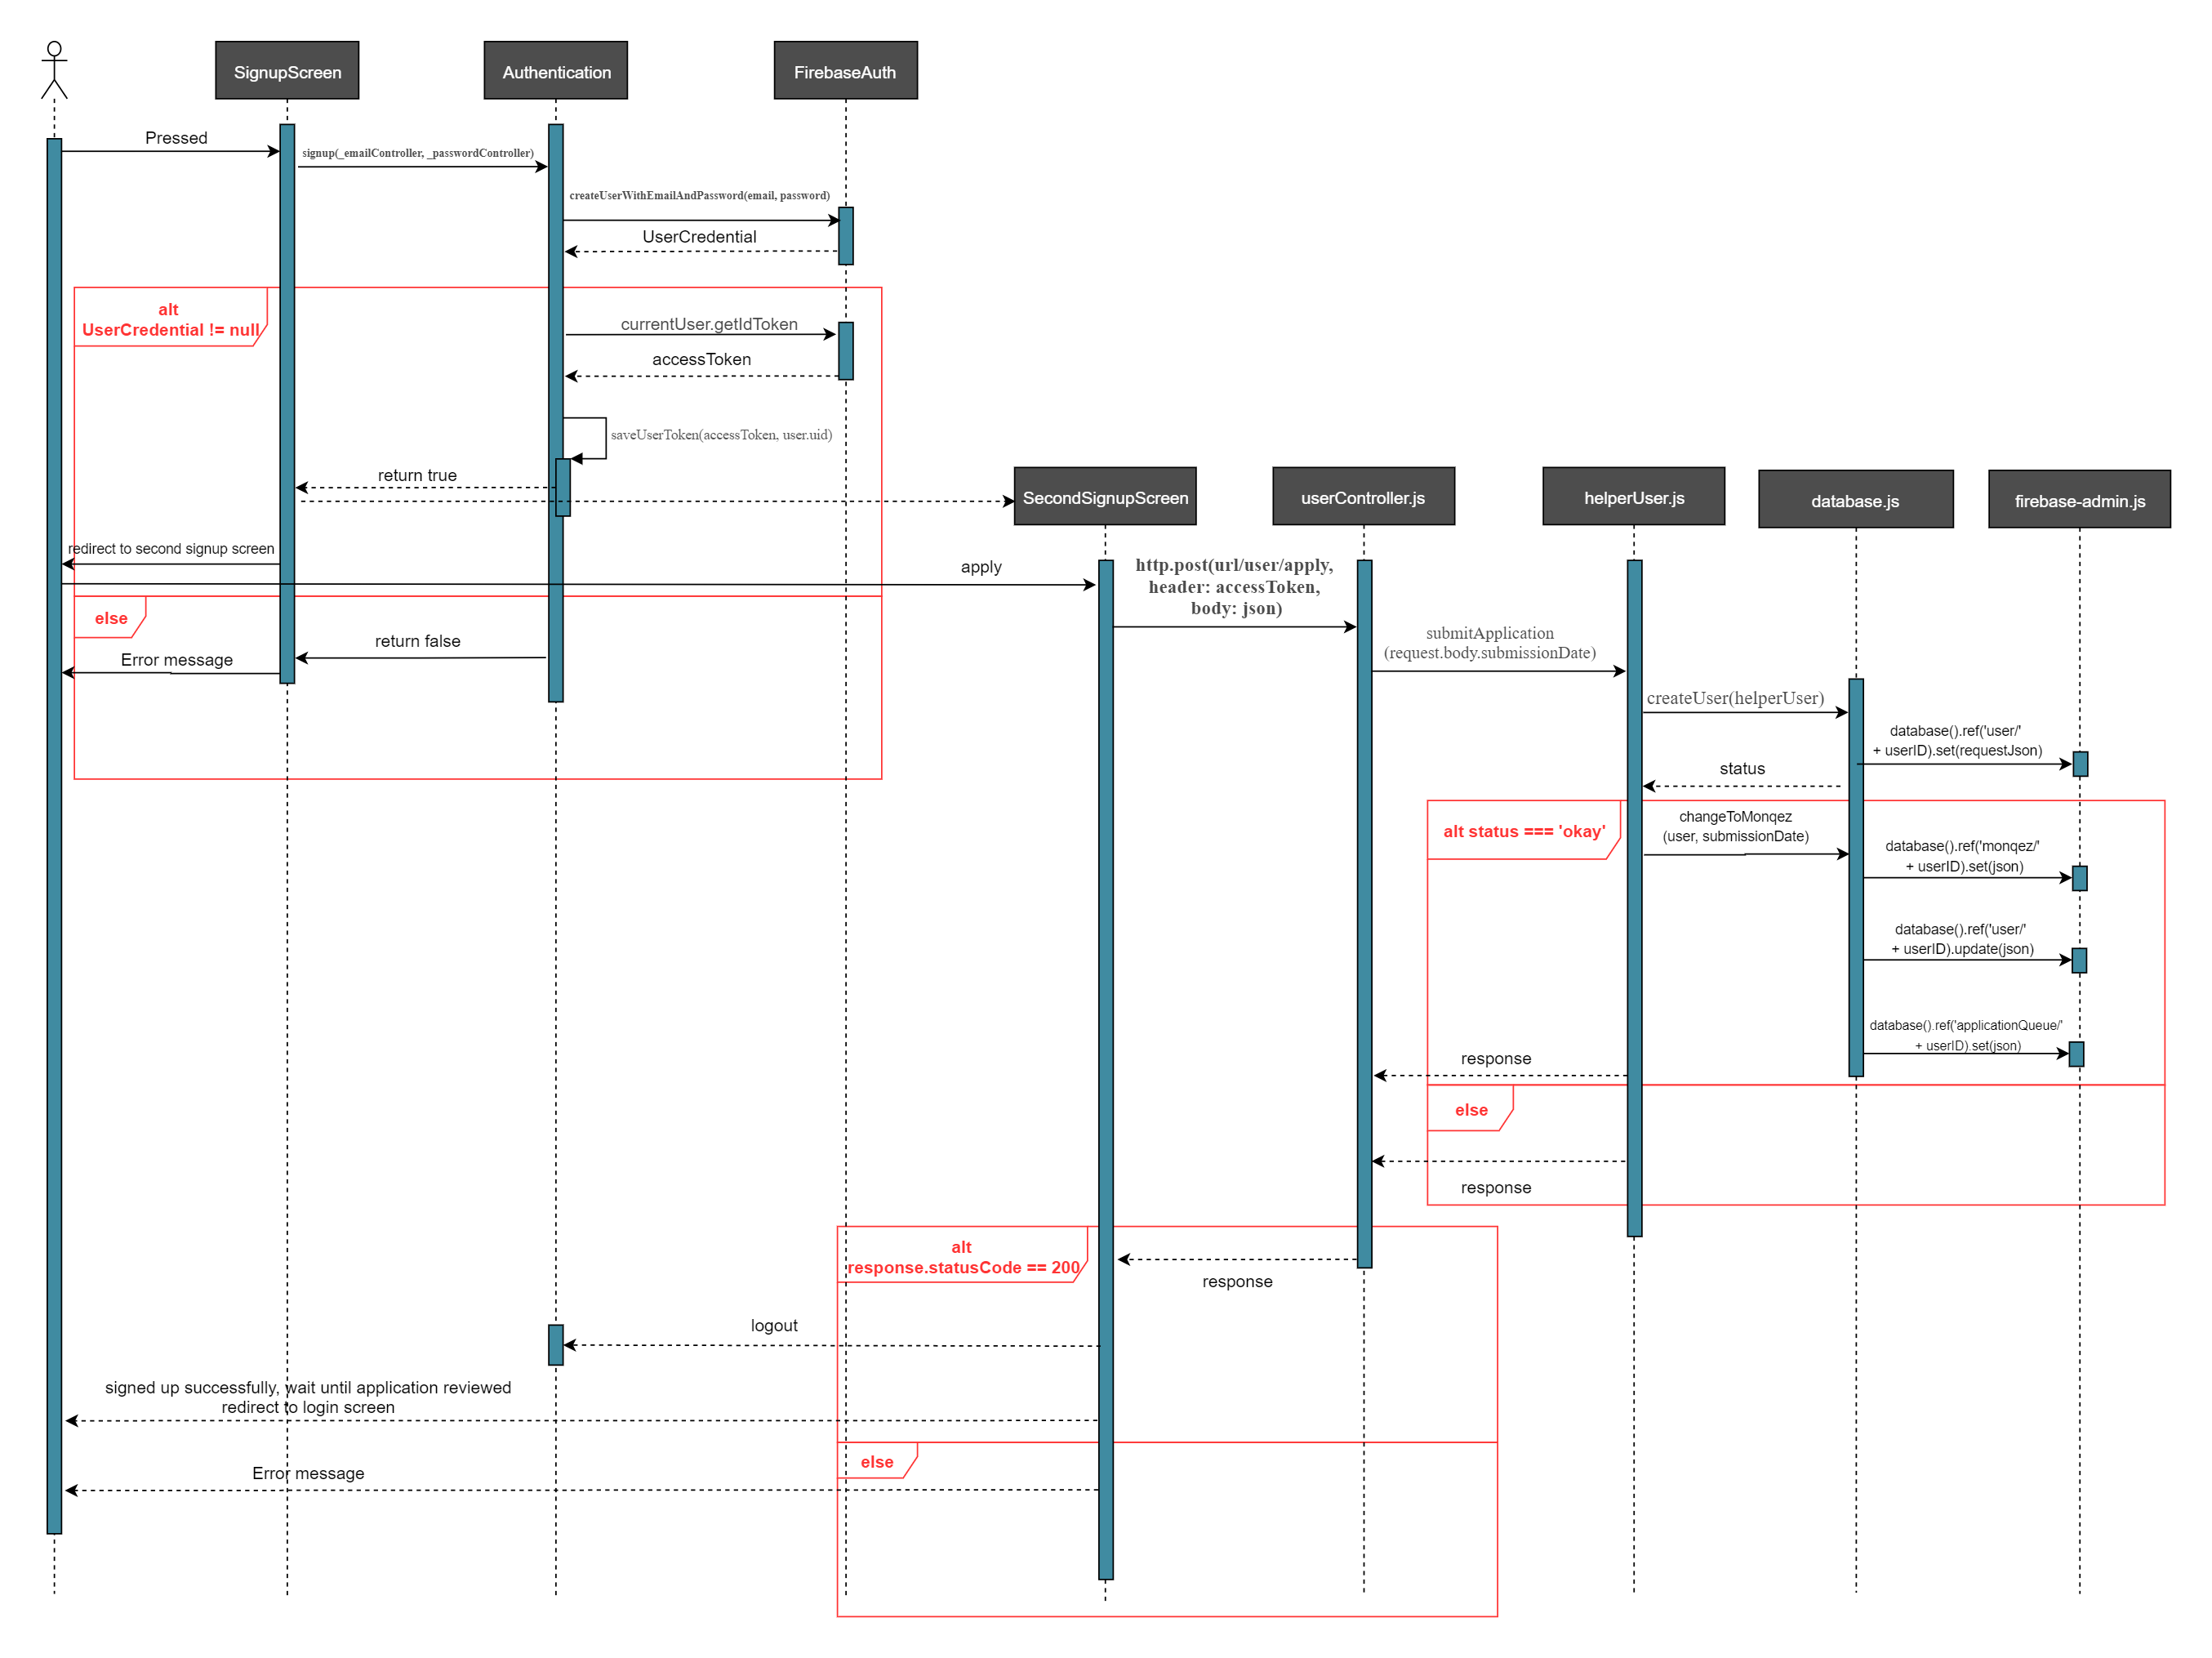 SignupScreen
Authentication
FirebaseAuth
Pressed
signup(_emailController, _passwordController)
createUserWithEmailAndPassword(email, password)
UserCredential
alt
UserCredential != null
currentUser.getIdToken
accessToken
saveUserToken(accessToken, user.uid)
return true
SecondSignupScreen
userController.js
helperUser.js
database.js
firebase-admin.js
redirect to second signup screen
apply
http.post(url/user/apply,
header: accessToken,
body: json)
else
return false
Error message
submitApplication
(request.body.submissionDate)
createUser(helperUser)
database().ref('user/'
+ userID).set(requestJson)
status
alt status === 'okay'
changeToMonqez
(user, submissionDate)
database().ref('monqez/'
+ userID).set(json)
database().ref('user/'
+ userID).update(json)
database().ref('applicationQueue/'
+ userID).set(json)
response
else
response
alt
response.statusCode == 200
response
logout
signed up successfully, wait until application reviewed
redirect to login screen
else
Error message